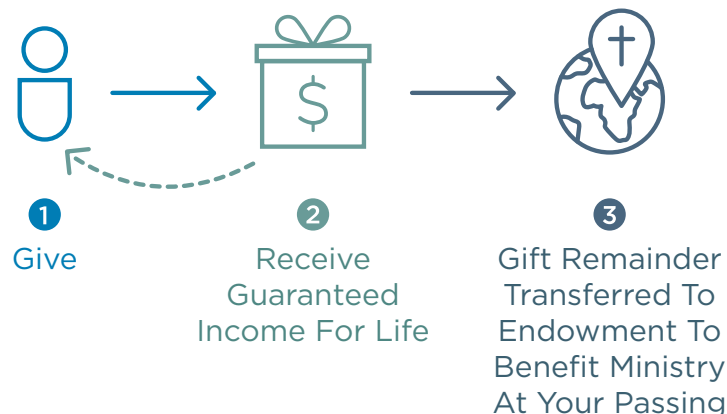 $
1
Give
2
Receive
Guaranteed
Income For Life
3
Gift Remainder
Transferred To
Endowment To
Benefit Ministry
At Your Passing